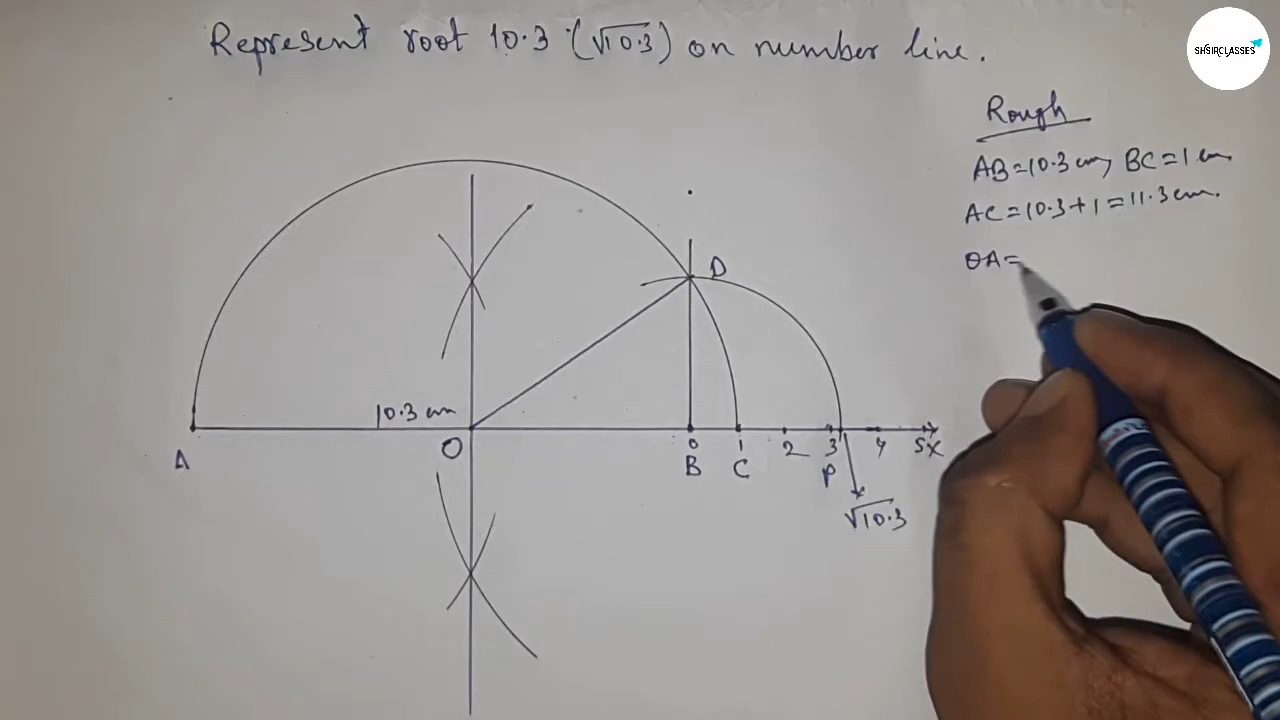 Represent root 10.3 (√10.3) on number line.
SHSIRCLASSES
Rough
AB=10.3 cm, BC=1 cm
AC=10.3+1=11.3 cm.
OA=
D
10.3 cm
A O 0 1 2 3 4 5 X
B C P
√10.3